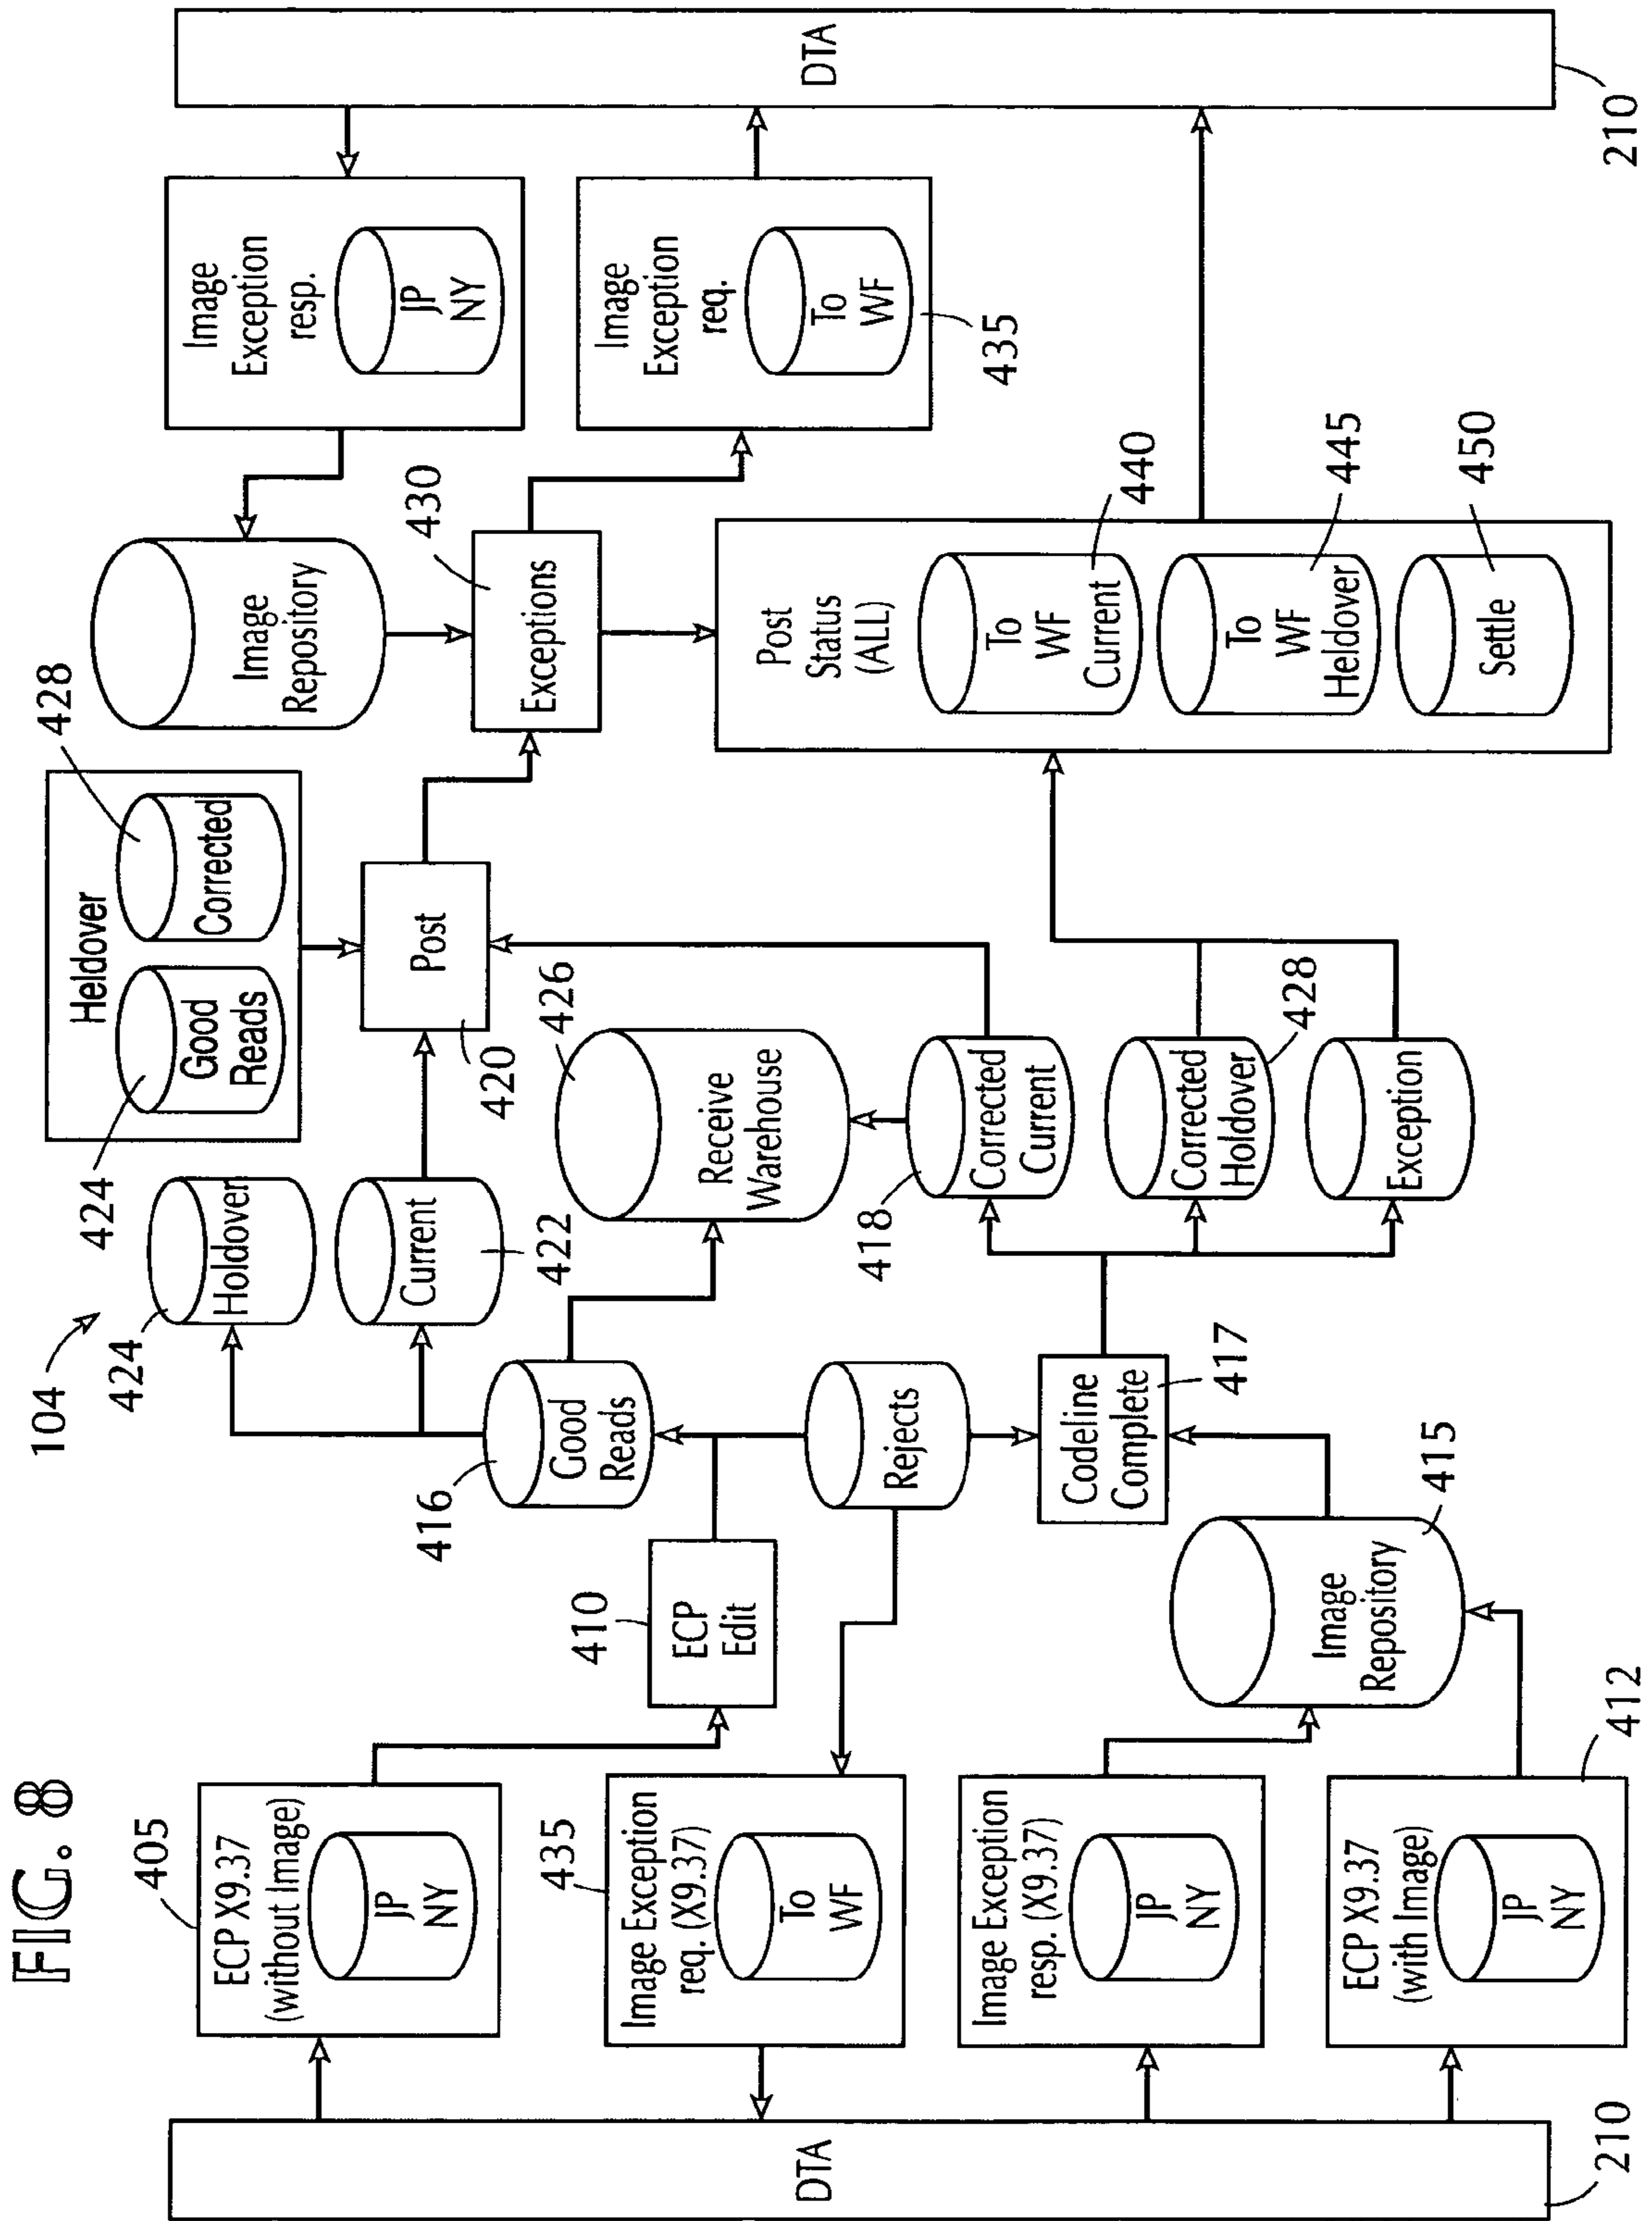 FIG. 8
104
DTA
210
405
ECP X9.37
(without Image)
JP
NY
435
Image Exception
req. (X9.37)
To
WF
Image Exception
resp. (X9.37)
JP
NY
ECP X9.37
(with Image)
JP
NY
412
410
ECP
Edit
Image
Repository
415
416
Good
Reads
Rejects
Codeline
Complete
417
424
Holdover
Current
422
424
Heldover
Good
Reads
Corrected
428
Post
420
426
Receive
Warehouse
418
Corrected
Current
Corrected
Holdover
428
Exception
Image
Repository
430
Exceptions
Post
Status
(ALL)
To
WF
Current
440
To
WF
Heldover
445
Settle
450
Image
Exception
resp.
JP
NY
Image
Exception
req.
To
WF
435
DTA
210